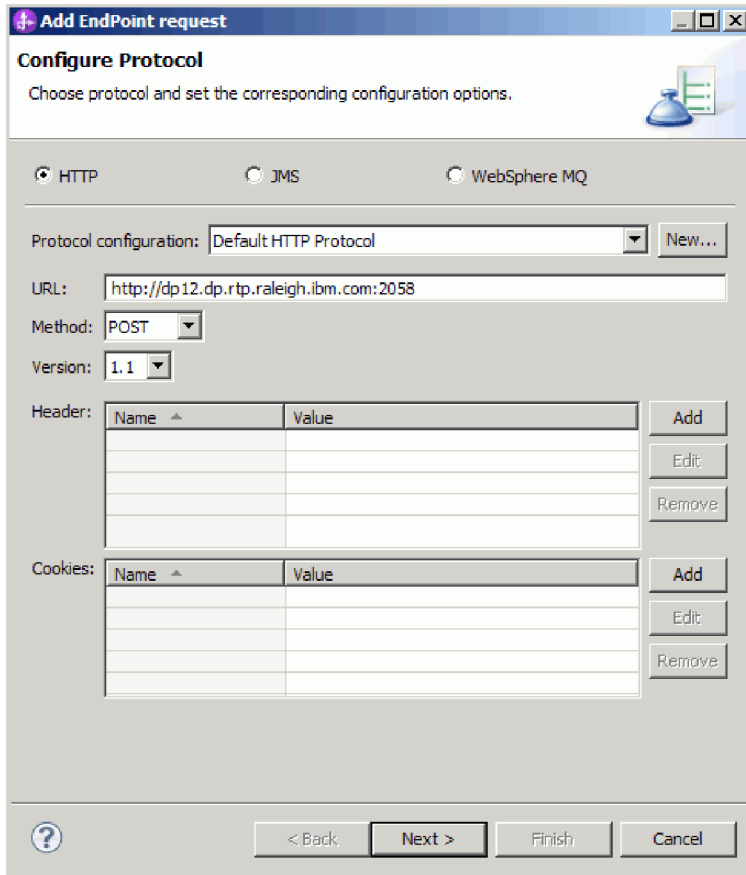 Add EndPoint request
Configure Protocol
Choose protocol and set the corresponding configuration options.
HTTP JMS WebSphere MQ
Protocol configuration: Default HTTP Protocol New...
URL: http://dp12.dp.rtp.raleigh.ibm.com:2058
Method: POST
Version: 1.1
Header: Name Value Add
Edit
Remove
Cookies: Name Value Add
Edit
Remove
? < Back Next > Finish Cancel